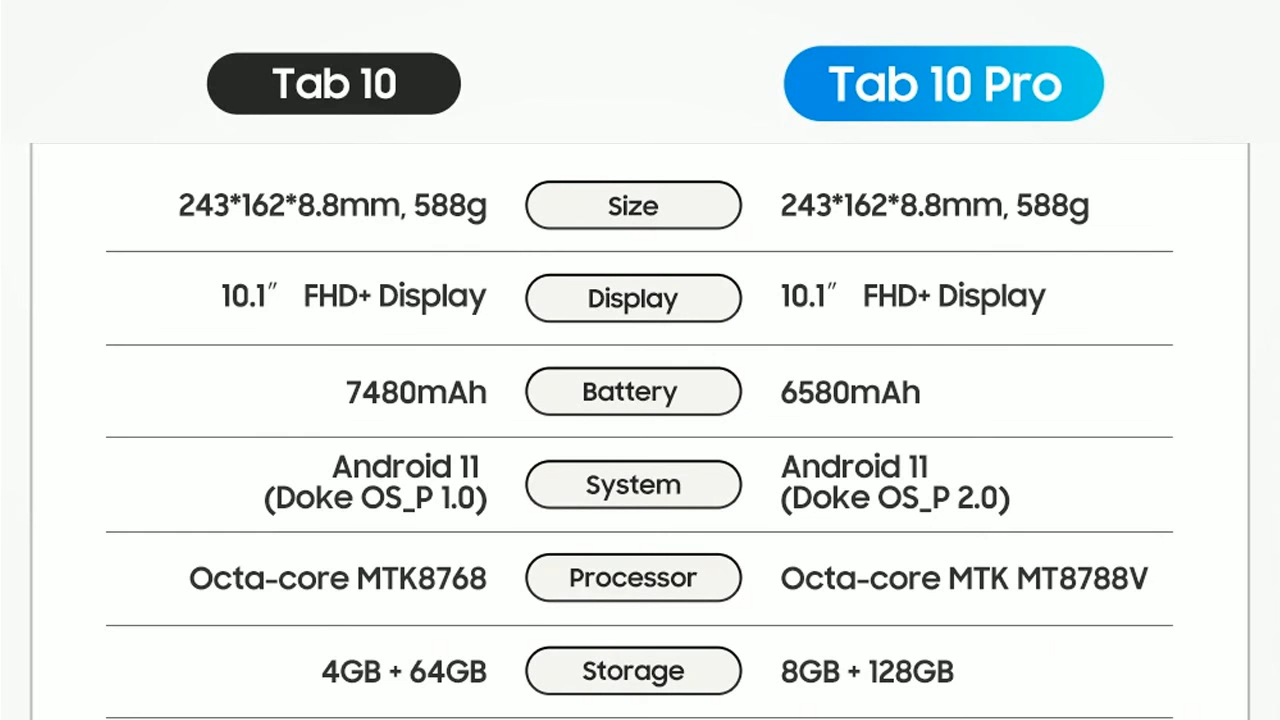 Tab 10
Tab 10 Pro
243*162*8.8mm, 588g
Size
243*162*8.8mm, 588g
10.1″ FHD+ Display
Display
10.1″ FHD+ Display
7480mAh
Battery
6580mAh
Android 11
(Doke OS_P 1.0)
System
Android 11
(Doke OS_P 2.0)
Octa-core MTK8768
Processor
Octa-core MTK MT8788V
4GB + 64GB
Storage
8GB + 128GB